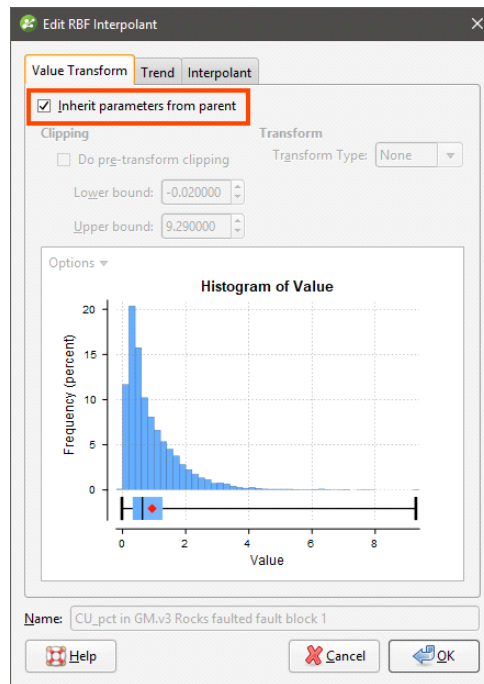 Edit RBF Interpolant
Value Transform Trend Interpolant
Inherit parameters from parent
Clipping Transform
Do pre-transform clipping Transform Type: None
Lower bound: -0.020000
Upper bound: 9.290000
Options
Histogram of Value
20
15
10
5
0
Frequency (percent)
0 2 4 6 8
Value
Name: CU_pct in GM.v3 Rocks faulted fault block 1
Help Cancel OK